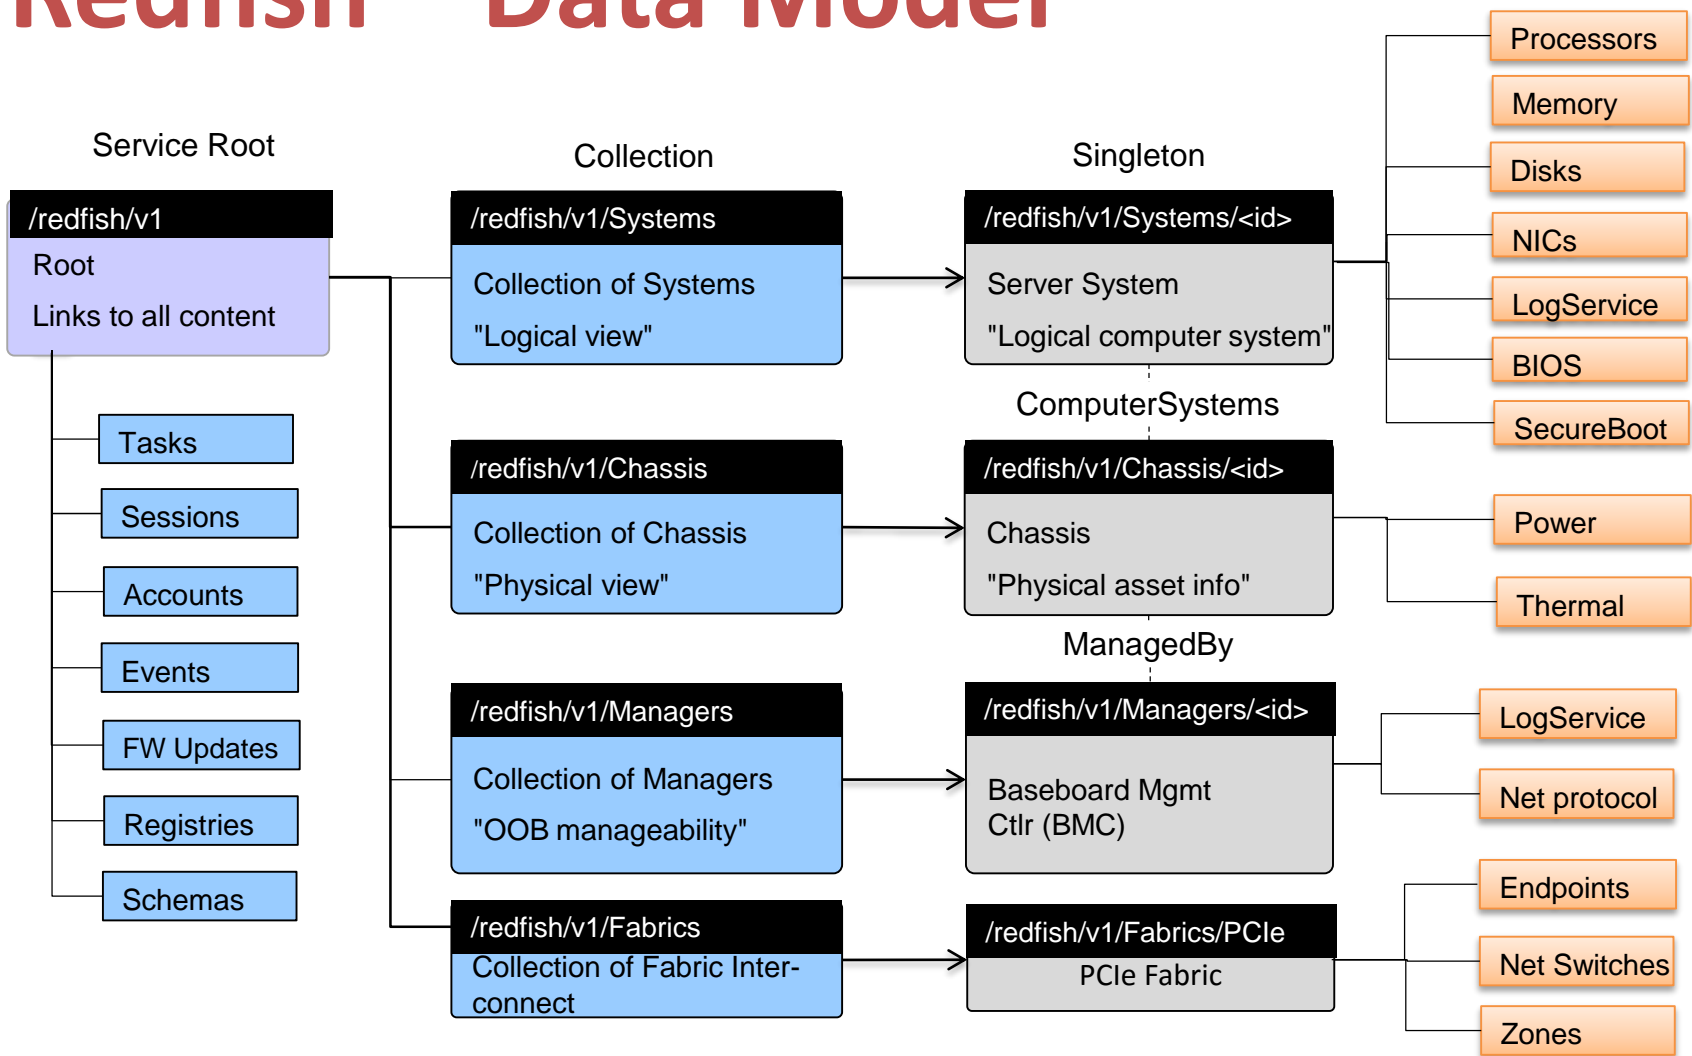 Redfish Data Model
Service Root
/redfish/v1
Root
Links to all content
Tasks
Sessions
Accounts
Events
FW Updates
Registries
Schemas
Collection
/redfish/v1/Systems
Collection of Systems
"Logical view"
/redfish/v1/Chassis
Collection of Chassis
"Physical view"
/redfish/v1/Managers
Collection of Managers
"OOB manageability"
/redfish/v1/Fabrics
Collection of Fabric Inter-
connect
Singleton
/redfish/v1/Systems/<id>
Server System
"Logical computer system"
ComputerSystems
/redfish/v1/Chassis/<id>
Chassis
"Physical asset info"
ManagedBy
/redfish/v1/Managers/<id>
Baseboard Mgmt
Ctlr (BMC)
/redfish/v1/Fabrics/PCIe
PCIe Fabric
Processors
Memory
Disks
NICs
LogService
BIOS
SecureBoot
Power
Thermal
LogService
Net protocol
Endpoints
Net Switches
Zones